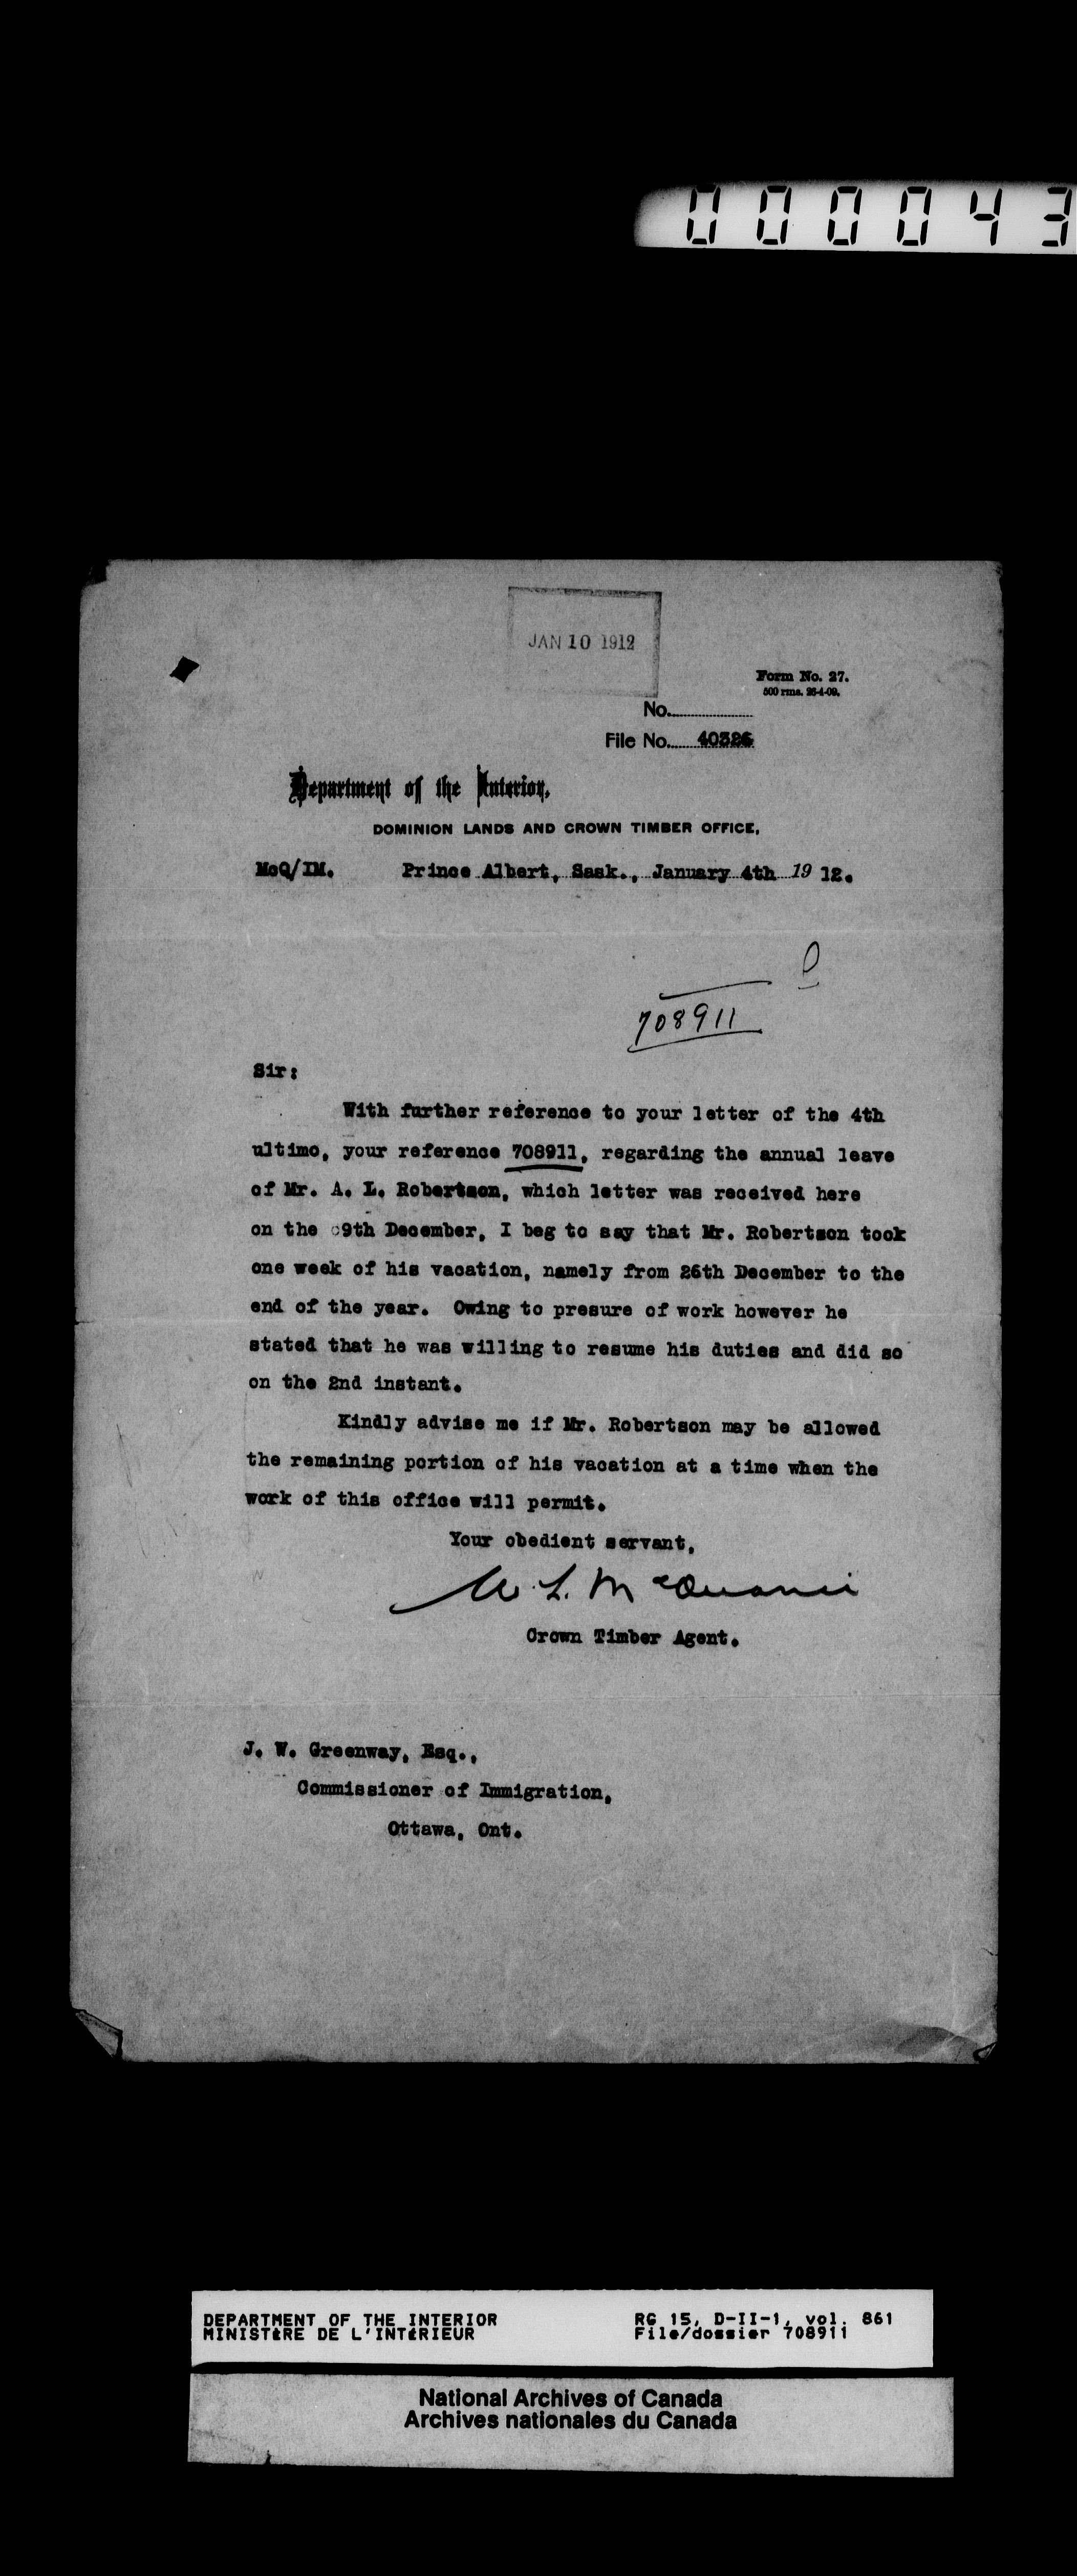 000043
JAN 10 1912
Form No. 27.
500 rms. 26-4-09.
No.
File No. 40326
Department of the Interior,
DOMINION LANDS AND CROWN TIMBER OFFICE,
McQ/IM. Prince Albert, Sask., January 4th 1912.
708911
Sir:
With further reference to your letter of the 4th
ultimo, your reference 708911, regarding the annual leave
of Mr. A. L. Robertson, which letter was received here
on the 9th December, I beg to say that Mr. Robertson took
one week of his vacation, namely from 26th December to the
end of the year. Owing to presure of work however he
stated that he was willing to resume his duties and did so
on the 2nd instant.
Kindly advise me if Mr. Robertson may be allowed
the remaining portion of his vacation at a time when the
work of this office will permit.
Your obedient servant,
Crown Timber Agent.
J. W. Greenway, Esq.,
Commissioner of Immigration,
Ottawa, Ont.
DEPARTMENT OF THE INTERIOR RG 15, D-II-1, vol. 861
MINISTÈRE DE L'INTÉRIEUR File/dossier 708911
National Archives of Canada
Archives nationales du Canada